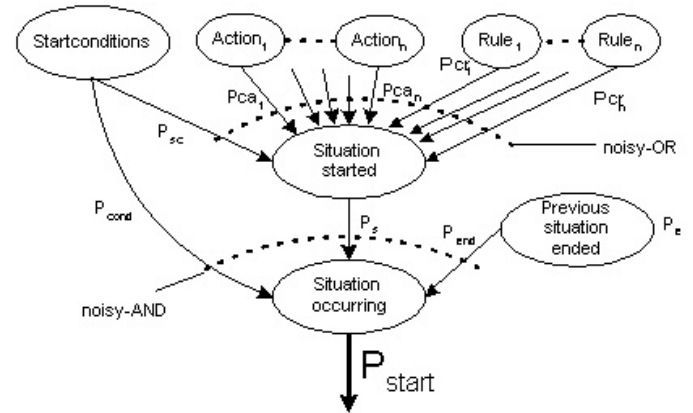 Startconditions
Action1
Actionn
Rule1
Rulen
Pca1
Pcan
Pcr1
Pcrn
Psc
Situation
started
noisy-OR
Pcond
Ps
Pend
Previous
situation
ended
Pe
noisy-AND
Situation
occurring
Pstart